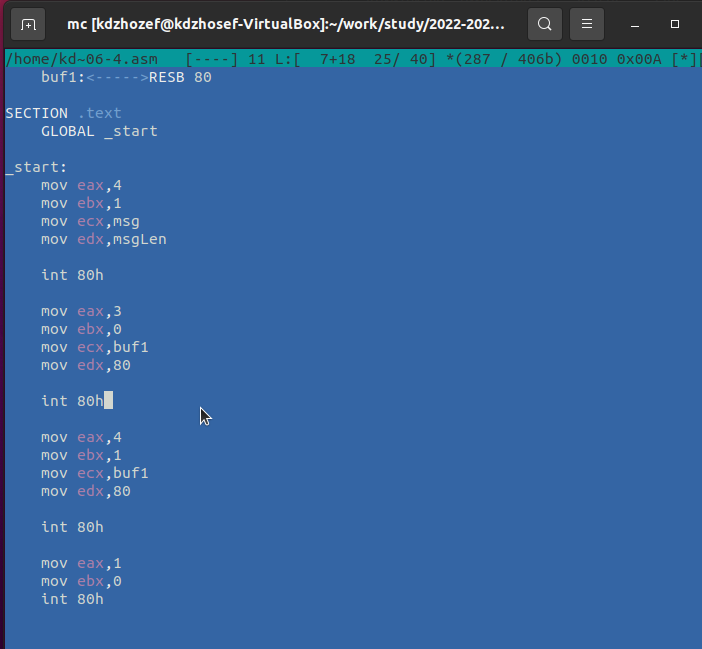 mc [kdzhozef@kdzhosef-VirtualBox]:~/work/study/2022-202...
/home/kd~06-4.asm   [----] 11 L:[  7+18  25/ 40] *(287 / 406b) 0010 0x00A [*][
    buf1:<----->RESB 80

SECTION .text
    GLOBAL _start

_start:
    mov eax,4
    mov ebx,1
    mov ecx,msg
    mov edx,msgLen

    int 80h

    mov eax,3
    mov ebx,0
    mov ecx,buf1
    mov edx,80

    int 80h

    mov eax,4
    mov ebx,1
    mov ecx,buf1
    mov edx,80

    int 80h

    mov eax,1
    mov ebx,0
    int 80h